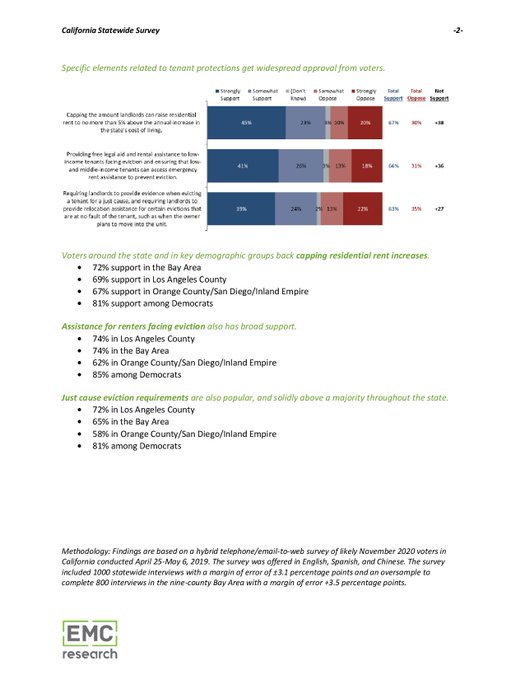 California Statewide Survey -2-
Specific elements related to tenant protections get widespread approval from voters.
Strongly Support Somewhat Support (Don't Know) Somewhat Oppose Strongly Oppose Total Support Total Oppose Net Support
Capping the amount landlords can raise residential
rent to no more than 5% above the annual increase in
the state's cost of living.
45% 23% 3% 10% 20% 67% 30% +38
Providing free legal aid and rental assistance to low-
income tenants facing eviction and ensuring that low-
and middle-income tenants can access emergency
rent assistance to prevent eviction.
41% 26% 3% 13% 18% 66% 31% +36
Requiring landlords to provide evidence when evicting
a tenant for a just cause, and requiring landlords to
provide relocation assistance for certain evictions that
are at no fault of the tenant, such as when the owner
plans to move into the unit.
39% 24% 2% 13% 22% 63% 35% +27
Voters around the state and in key demographic groups back capping residential rent increases.
• 72% support in the Bay Area
• 69% support in Los Angeles County
• 67% support in Orange County/San Diego/Inland Empire
• 81% support among Democrats
Assistance for renters facing eviction also has broad support.
• 74% in Los Angeles County
• 74% in the Bay Area
• 62% in Orange County/San Diego/Inland Empire
• 85% among Democrats
Just cause eviction requirements are also popular, and solidly above a majority throughout the state.
• 72% in Los Angeles County
• 65% in the Bay Area
• 58% in Orange County/San Diego/Inland Empire
• 81% among Democrats
Methodology: Findings are based on a hybrid telephone/email-to-web survey of likely November 2020 voters in
California conducted April 25-May 6, 2019. The survey was offered in English, Spanish, and Chinese. The survey
included 1000 statewide interviews with a margin of error of ±3.1 percentage points and an oversample to
complete 800 interviews in the nine-county Bay Area with a margin of error +3.5 percentage points.
EMC
research